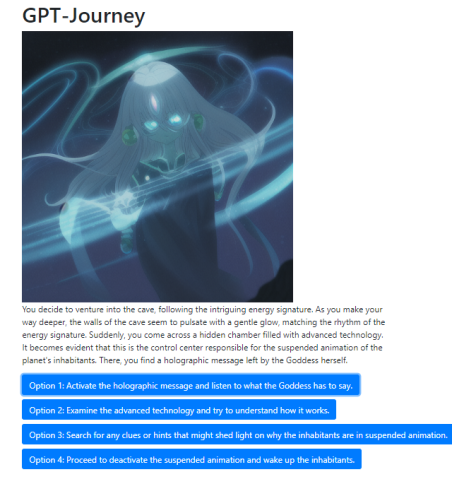 GPT-Journey
You decide to venture into the cave, following the intriguing energy signature. As you make your
way deeper, the walls of the cave seem to pulsate with a gentle glow, matching the rhythm of the
energy signature. Suddenly, you come across a hidden chamber filled with advanced technology.
It becomes evident that this is the control center responsible for the suspended animation of the
planet's inhabitants. There, you find a holographic message left by the Goddess herself.
Option 1: Activate the holographic message and listen to what the Goddess has to say.
Option 2: Examine the advanced technology and try to understand how it works.
Option 3: Search for any clues or hints that might shed light on why the inhabitants are in suspended animation.
Option 4: Proceed to deactivate the suspended animation and wake up the inhabitants.